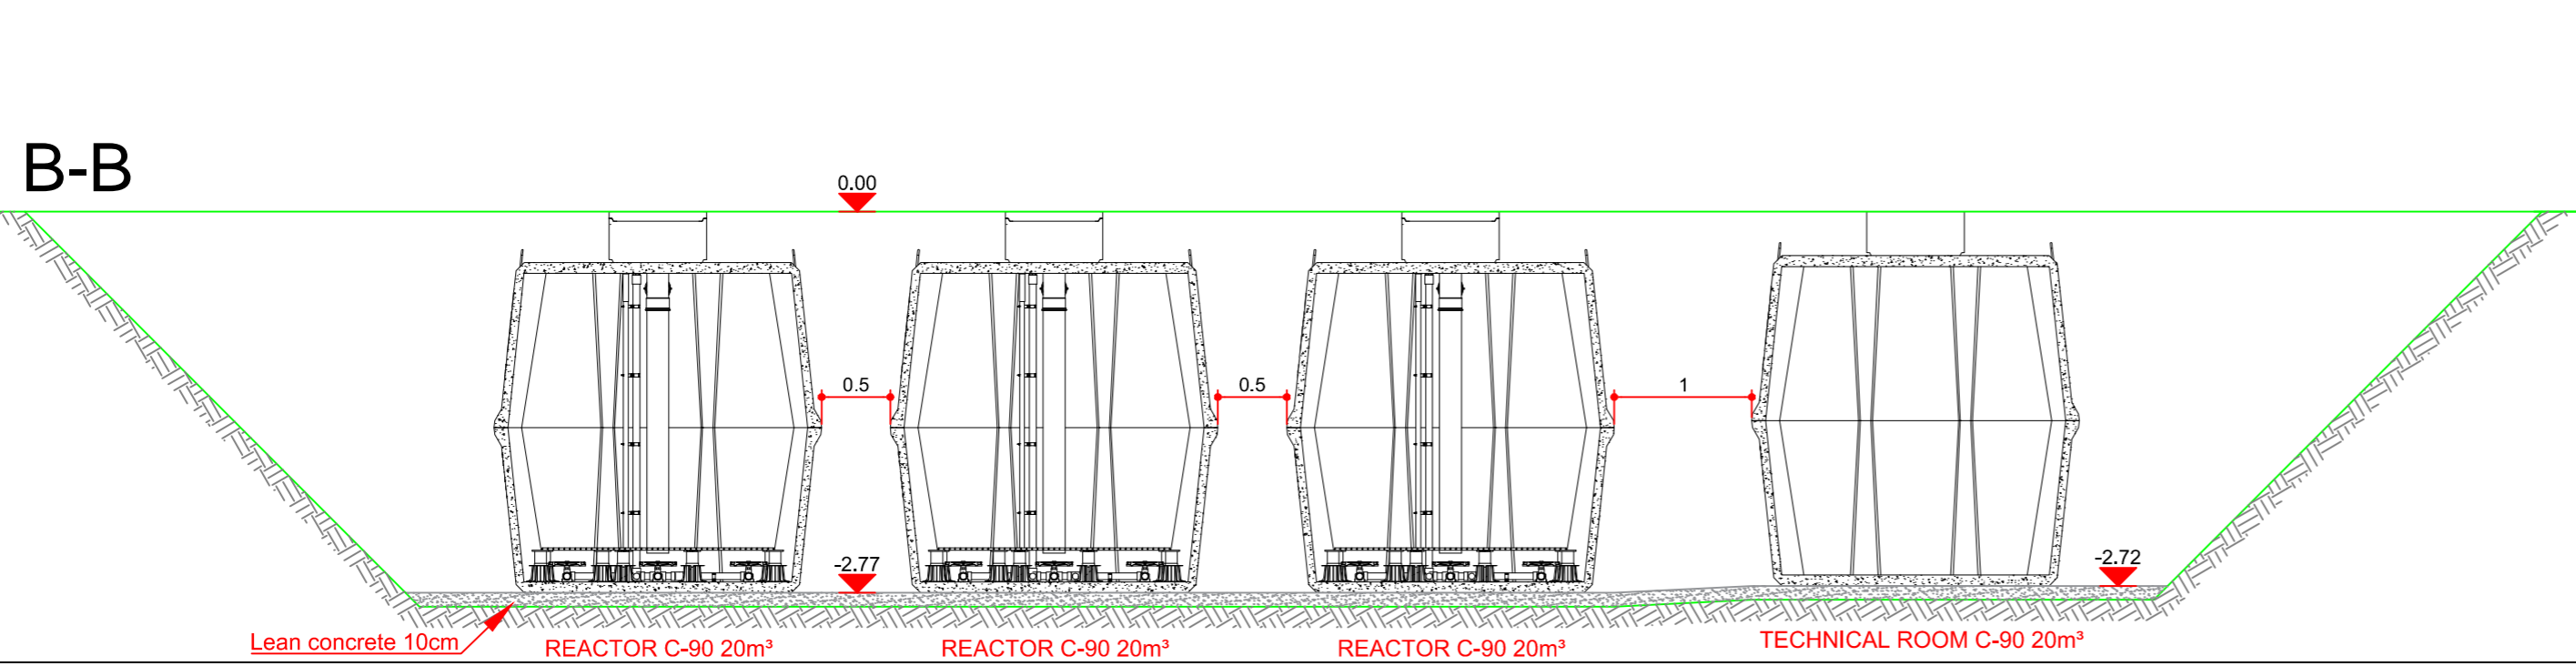 B-B
0.00
0.5
0.5
1
-2.77
-2.72
Lean concrete 10cm
REACTOR C-90 20m³
REACTOR C-90 20m³
REACTOR C-90 20m³
TECHNICAL ROOM C-90 20m³